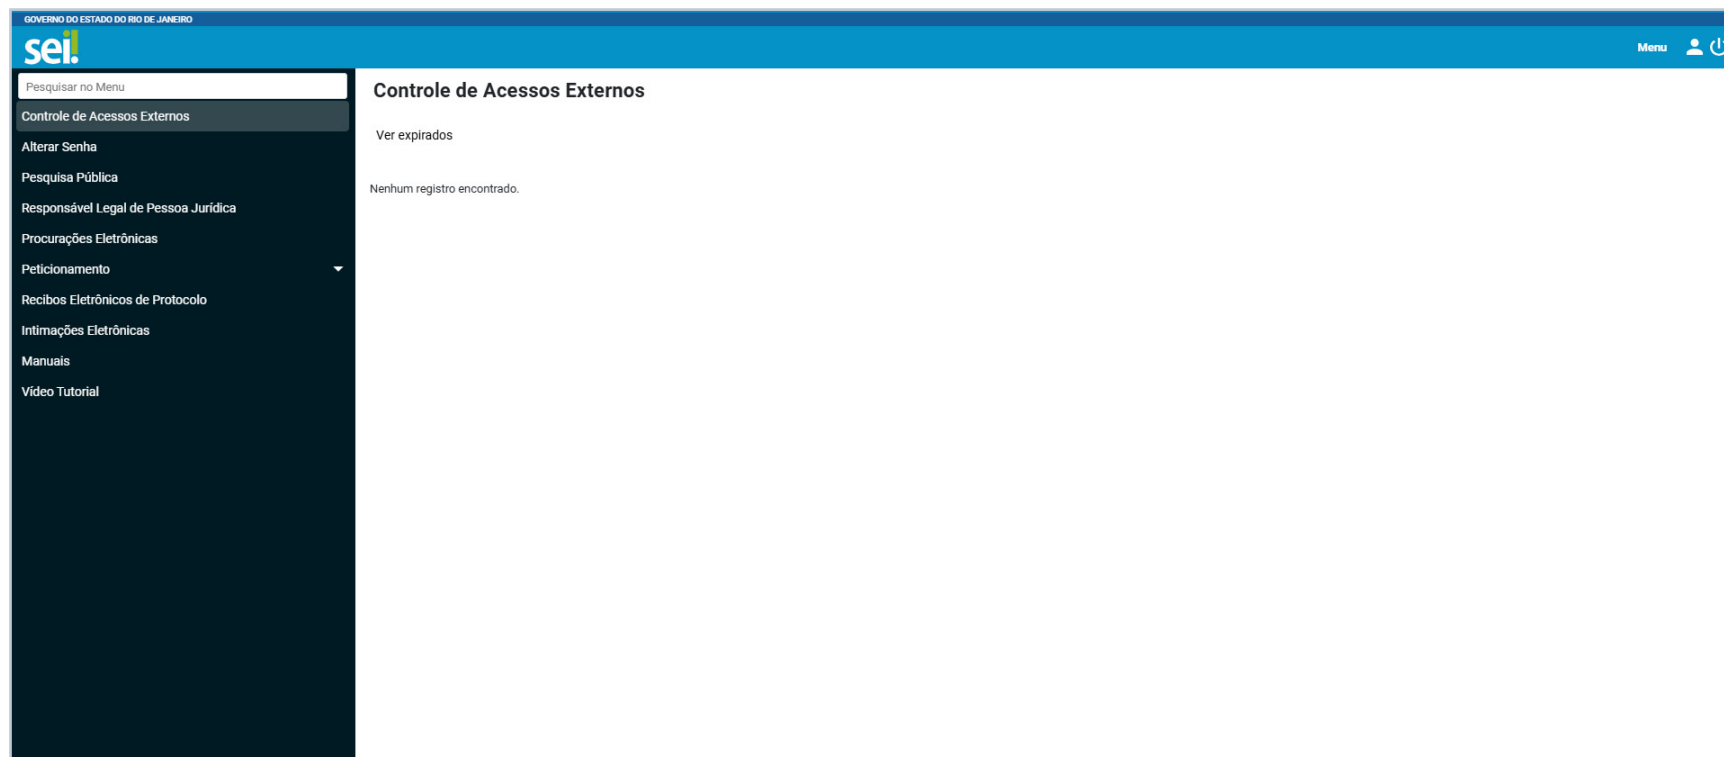 GOVERNO DO ESTADO DO RIO DE JANEIRO
sei!
Menu
Pesquisar no Menu
Controle de Acessos Externos
Alterar Senha
Pesquisa Pública
Responsável Legal de Pessoa Jurídica
Procurações Eletrônicas
Peticionamento
Recibos Eletrônicos de Protocolo
Intimações Eletrônicas
Manuais
Vídeo Tutorial
Controle de Acessos Externos
Ver expirados
Nenhum registro encontrado.